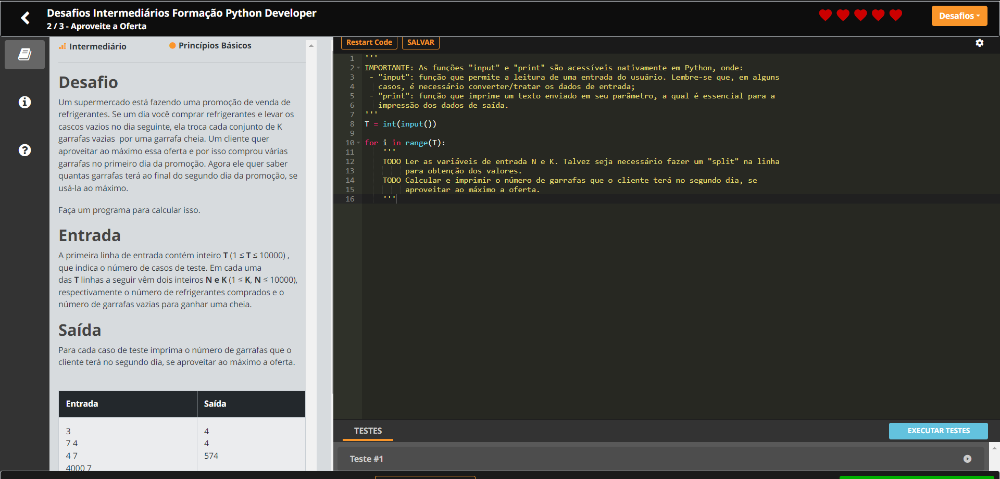 Desafios Intermediários Formação Python Developer
2 / 3 - Aproveite a Oferta
Desafios
Intermediário
Princípios Básicos
Desafio
Um supermercado está fazendo uma promoção de venda de
refrigerantes. Se um dia você comprar refrigerantes e levar os
cascos vazios no dia seguinte, ela troca cada conjunto de K
garrafas vazias  por uma garrafa cheia. Um cliente quer
aproveitar ao máximo essa oferta e por isso comprou várias
garrafas no primeiro dia da promoção. Agora ele quer saber
quantas garrafas terá ao final do segundo dia da promoção, se
usá-la ao máximo.
Faça um programa para calcular isso.
Entrada
A primeira linha de entrada contém inteiro T (1 ≤ T ≤ 10000) ,
que indica o número de casos de teste. Em cada uma
das T linhas a seguir vêm dois inteiros N e K (1 ≤ K, N ≤ 10000),
respectivamente o número de refrigerantes comprados e o
número de garrafas vazias para ganhar uma cheia.
Saída
Para cada caso de teste imprima o número de garrafas que o
cliente terá no segundo dia, se aproveitar ao máximo a oferta.
Entrada Saída
3 4
7 4 4
4 7 574
4000 7
Restart Code
SALVAR
1 '''
2 IMPORTANTE: As funções "input" e "print" são acessíveis nativamente em Python, onde:
3 - "input": função que permite a leitura de uma entrada do usuário. Lembre-se que, em alguns
4 casos, é necessário converter/tratar os dados de entrada;
5 - "print": função que imprime um texto enviado em seu parâmetro, a qual é essencial para a
6 impressão dos dados de saída.
7 '''
8 T = int(input())
9
10 for i in range(T):
11 '''
12 TODO Ler as variáveis de entrada N e K. Talvez seja necessário fazer um "split" na linha
13 para obtenção dos valores.
14 TODO Calcular e imprimir o número de garrafas que o cliente terá no segundo dia, se
15 aproveitar ao máximo a oferta.
16 '''
TESTES
EXECUTAR TESTES
Teste #1